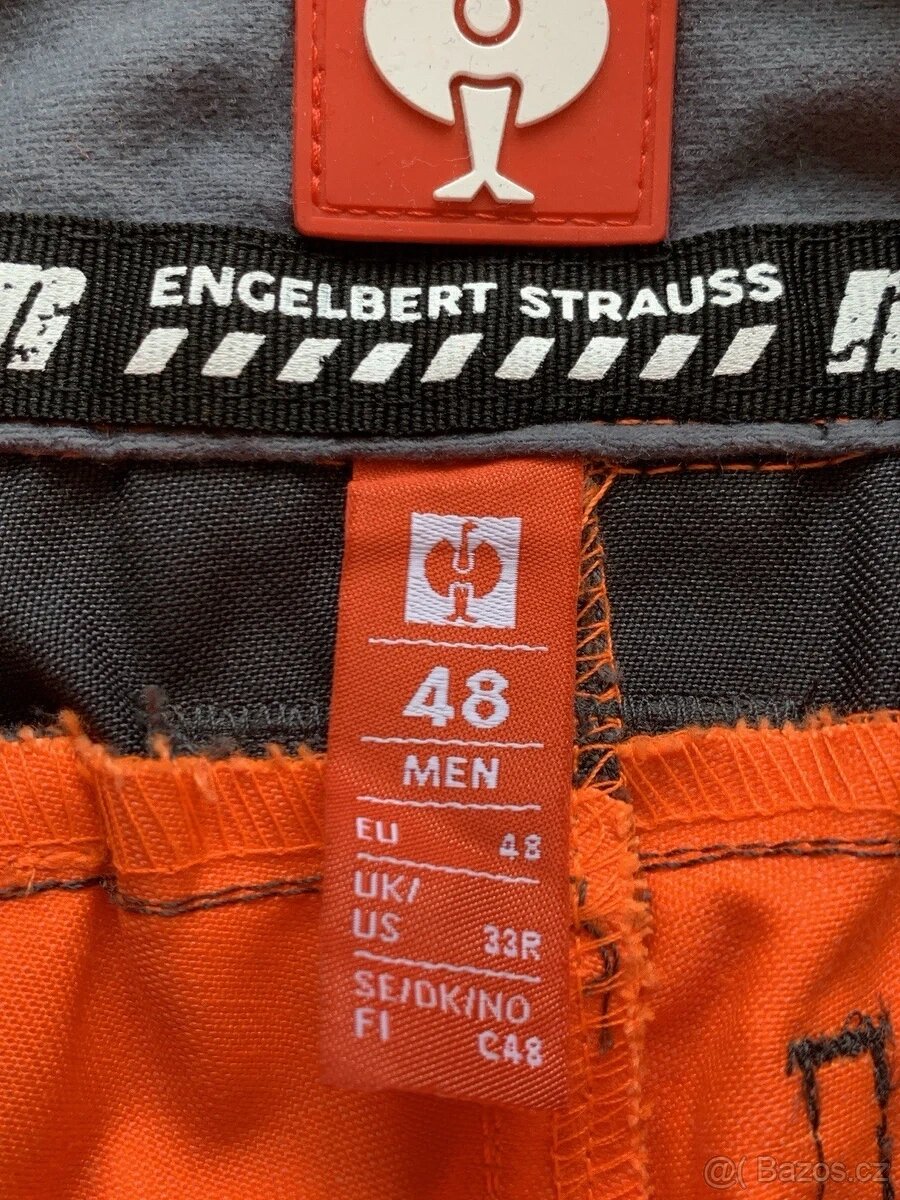 ENGELBERT STRAUSS
48
MEN
EU 48
UK/
US 33R
SE/DK/NO
FI C48
@( Bazos.cz